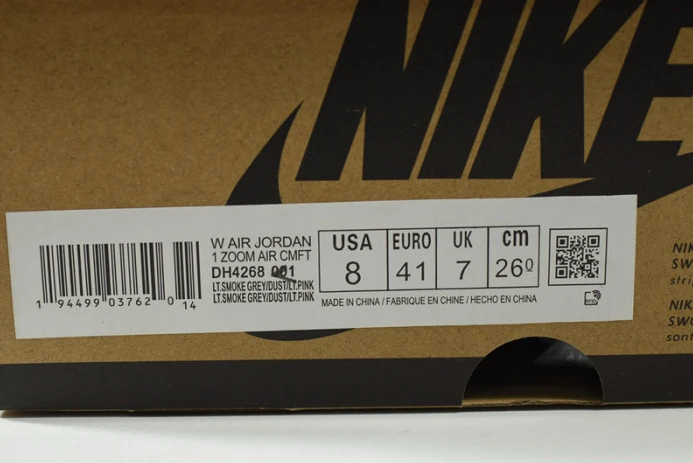 NIKE
W AIR JORDAN
1 ZOOM AIR CMFT
DH4268 001
LT.SMOKE GREY/DUST/LT.PINK
LT.SMOKE GREY/DUST/LT.PINK
1 94499 03762 0 14
USA EURO UK cm
8 41 7 26.0
MADE IN CHINA / FABRIQUE EN CHINE / HECHO EN CHINA